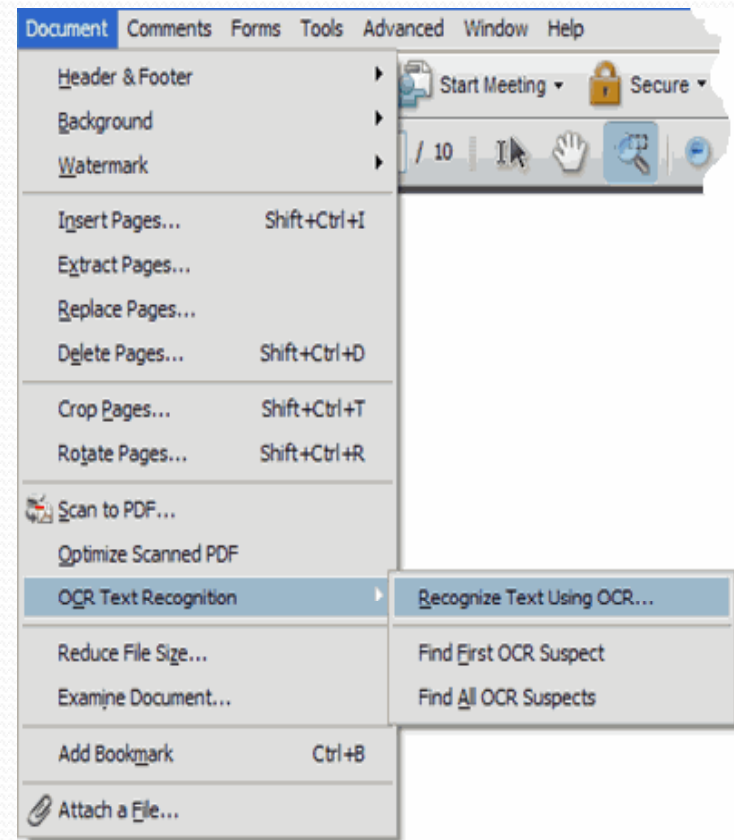 Document Comments Forms Tools Advanced Window Help
Header & Footer
Start Meeting
Secure
Background
/ 10
Watermark
Insert Pages... Shift+Ctrl+I
Extract Pages...
Replace Pages...
Delete Pages... Shift+Ctrl+D
Crop Pages... Shift+Ctrl+T
Rotate Pages... Shift+Ctrl+R
Scan to PDF...
Optimize Scanned PDF
OCR Text Recognition
Recognize Text Using OCR...
Reduce File Size...
Find First OCR Suspect
Examine Document...
Find All OCR Suspects
Add Bookmark Ctrl+B
Attach a File...